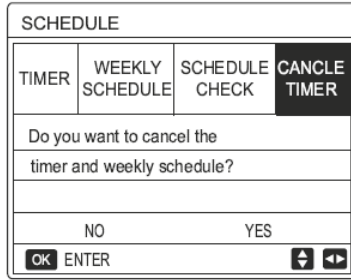 SCHEDULE
TIMER
WEEKLY
SCHEDULE
SCHEDULE
CHECK
CANCLE
TIMER
Do you want to cancel the
timer and weekly schedule?
NO YES
OK ENTER